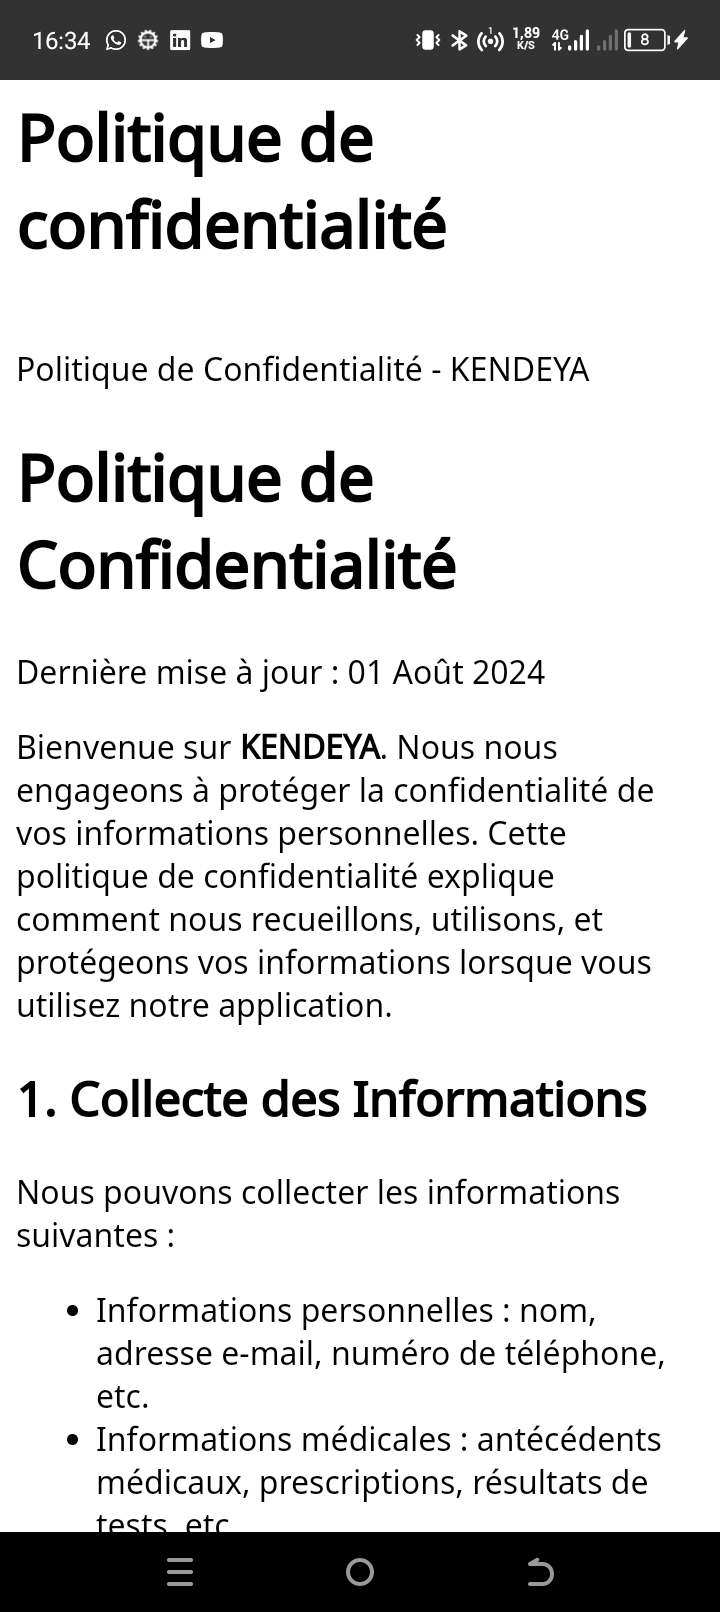 16:34
1,89
K/S
4G
8
Politique de
confidentialité
Politique de Confidentialité - KENDEYA
Politique de
Confidentialité
Dernière mise à jour : 01 Août 2024
Bienvenue sur KENDEYA. Nous nous
engageons à protéger la confidentialité de
vos informations personnelles. Cette
politique de confidentialité explique
comment nous recueillons, utilisons, et
protégeons vos informations lorsque vous
utilisez notre application.
1. Collecte des Informations
Nous pouvons collecter les informations
suivantes :
• Informations personnelles : nom,
adresse e-mail, numéro de téléphone,
etc.
• Informations médicales : antécédents
médicaux, prescriptions, résultats de
tests, etc